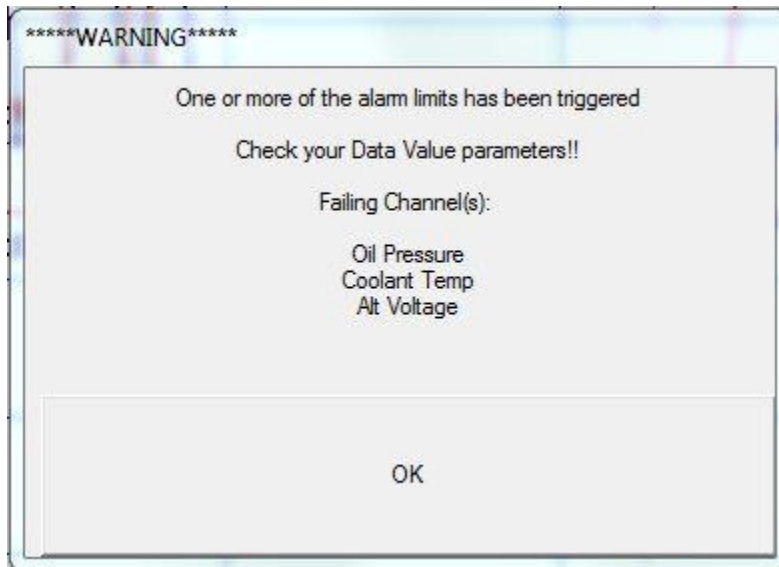 *****WARNING*****
One or more of the alarm limits has been triggered
Check your Data Value parameters!!
Failing Channel(s):
Oil Pressure
Coolant Temp
Alt Voltage
OK